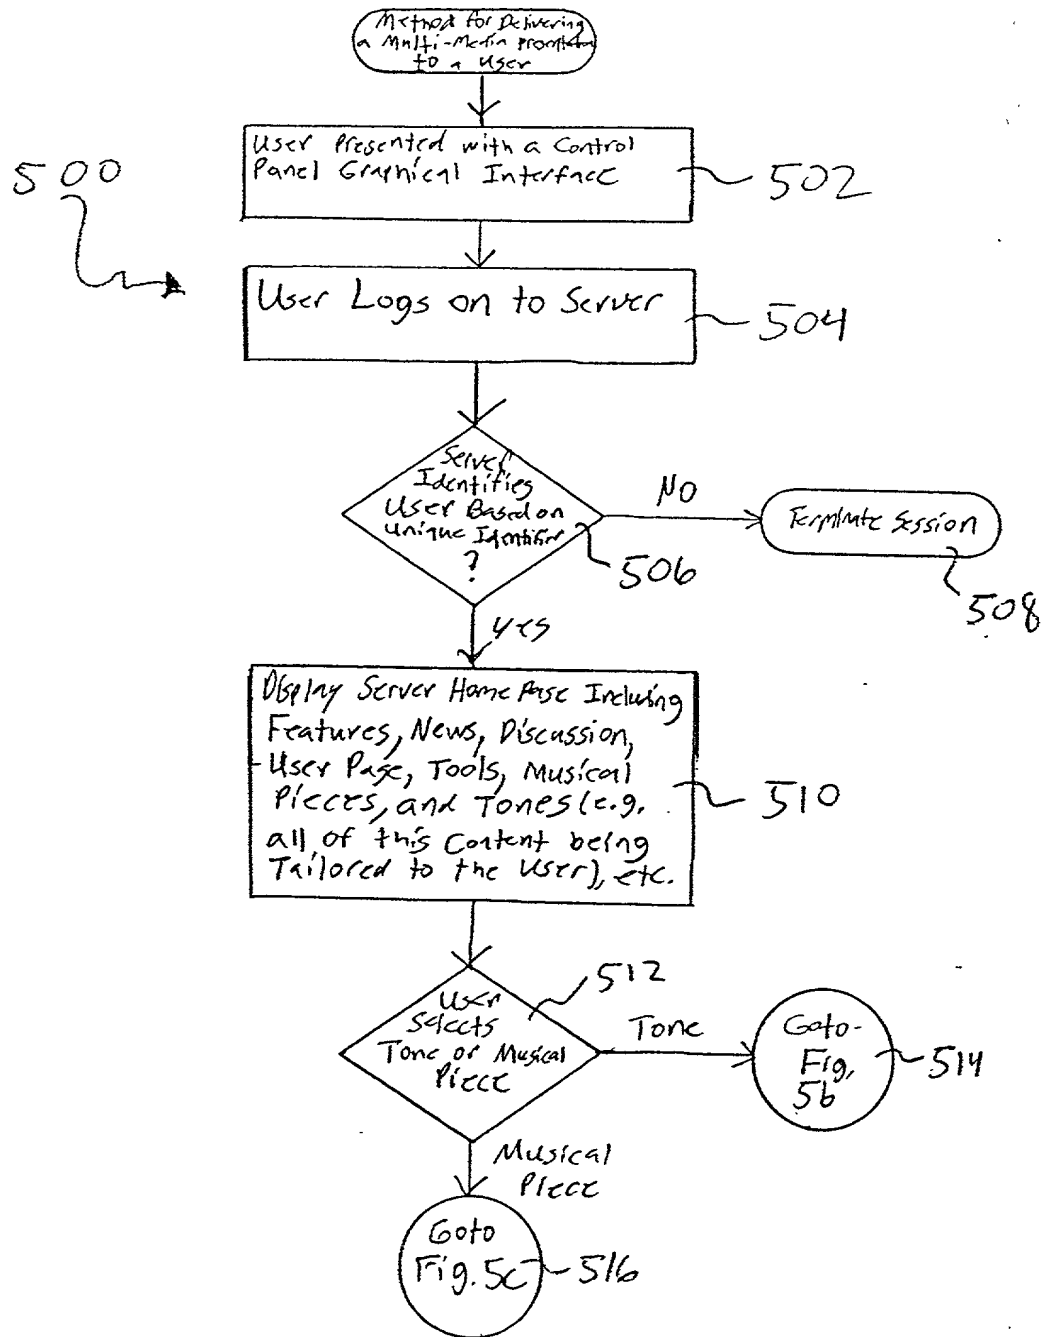 Method for Delivering
a Multi-Media
to a User
User Presented with a Control
Panel Graphical Interface
502
500
User Logs on to Server
504
Server
Identifies
User Based on
Unique Identifier
?
506
NO
Terminate Session
508
yes
Display Server Home Page Including
Features, News, Discussion,
User Page, Tools, Musical
Pieces, and Tones (e.g.
all of this Content being
Tailored to the User), etc.
510
512
User
Selects
Tone or Musical
Piece
Tone
Goto
Fig.
5b
514
Musical
Piece
Goto
Fig. 5c
516